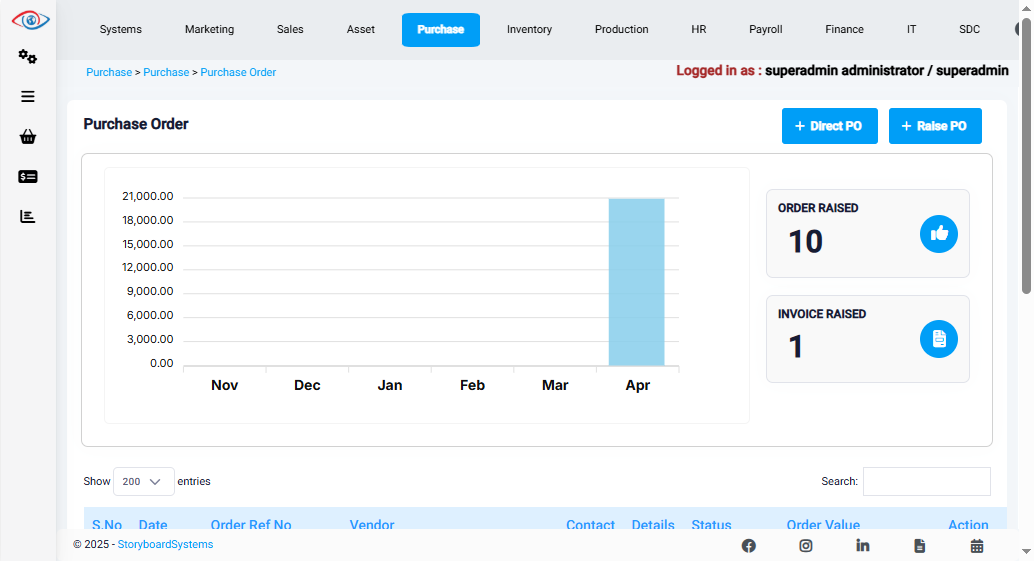 Systems Marketing Sales Asset Purchase Inventory Production HR Payroll Finance IT SDC
Purchase > Purchase > Purchase Order
Logged in as : superadmin administrator / superadmin
Purchase Order
+ Direct PO
+ Raise PO
21,000.00
18,000.00
15,000.00
12,000.00
9,000.00
6,000.00
3,000.00
0.00
Nov Dec Jan Feb Mar Apr
ORDER RAISED
10
INVOICE RAISED
1
Show 200 entries
Search:
S.No Date Order Ref No Vendor Contact Details Status Order Value Action
© 2025 - StoryboardSystems